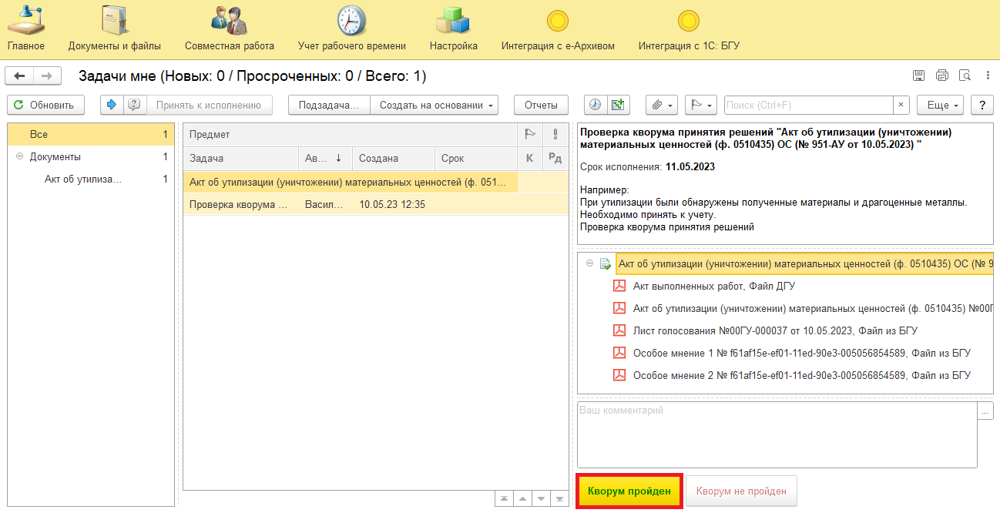 Главное
Документы и файлы
Совместная работа
Учет рабочего времени
Настройка
Интеграция с е-Архивом
Интеграция с 1С: БГУ
Задачи мне (Новых: 0 / Просроченных: 0 / Всего: 1)
Обновить
Принять к исполнению
Подзадача...
Создать на основании
Отчеты
Поиск (Ctrl+F)
×
Еще
?
Все 1
Документы 1
Акт об утилиза... 1
Предмет
Задача Ав... ↓ Создана Срок К Рд
Акт об утилизации (уничтожении) материальных ценностей (ф. 051...
Проверка кворума ... Васил... 10.05.23 12:35
Проверка кворума принятия решений "Акт об утилизации (уничтожении)
материальных ценностей (ф. 0510435) ОС (№ 951-АУ от 10.05.2023) "
Срок исполнения: 11.05.2023
Например:
При утилизации были обнаружены полученные материалы и драгоценные металлы.
Необходимо принять к учету.
Проверка кворума принятия решений
Акт об утилизации (уничтожении) материальных ценностей (ф. 0510435) ОС (№ 9
Акт выполненных работ, Файл ДГУ
Акт об утилизации (уничтожении) материальных ценностей (ф. 0510435) №00Г
Лист голосования №00ГУ-000037 от 10.05.2023, Файл из БГУ
Особое мнение 1 № f61af15e-ef01-11ed-90e3-005056854589, Файл из БГУ
Особое мнение 2 № f61af15e-ef01-11ed-90e3-005056854589, Файл из БГУ
Ваш комментарий
...
Кворум пройден
Кворум не пройден